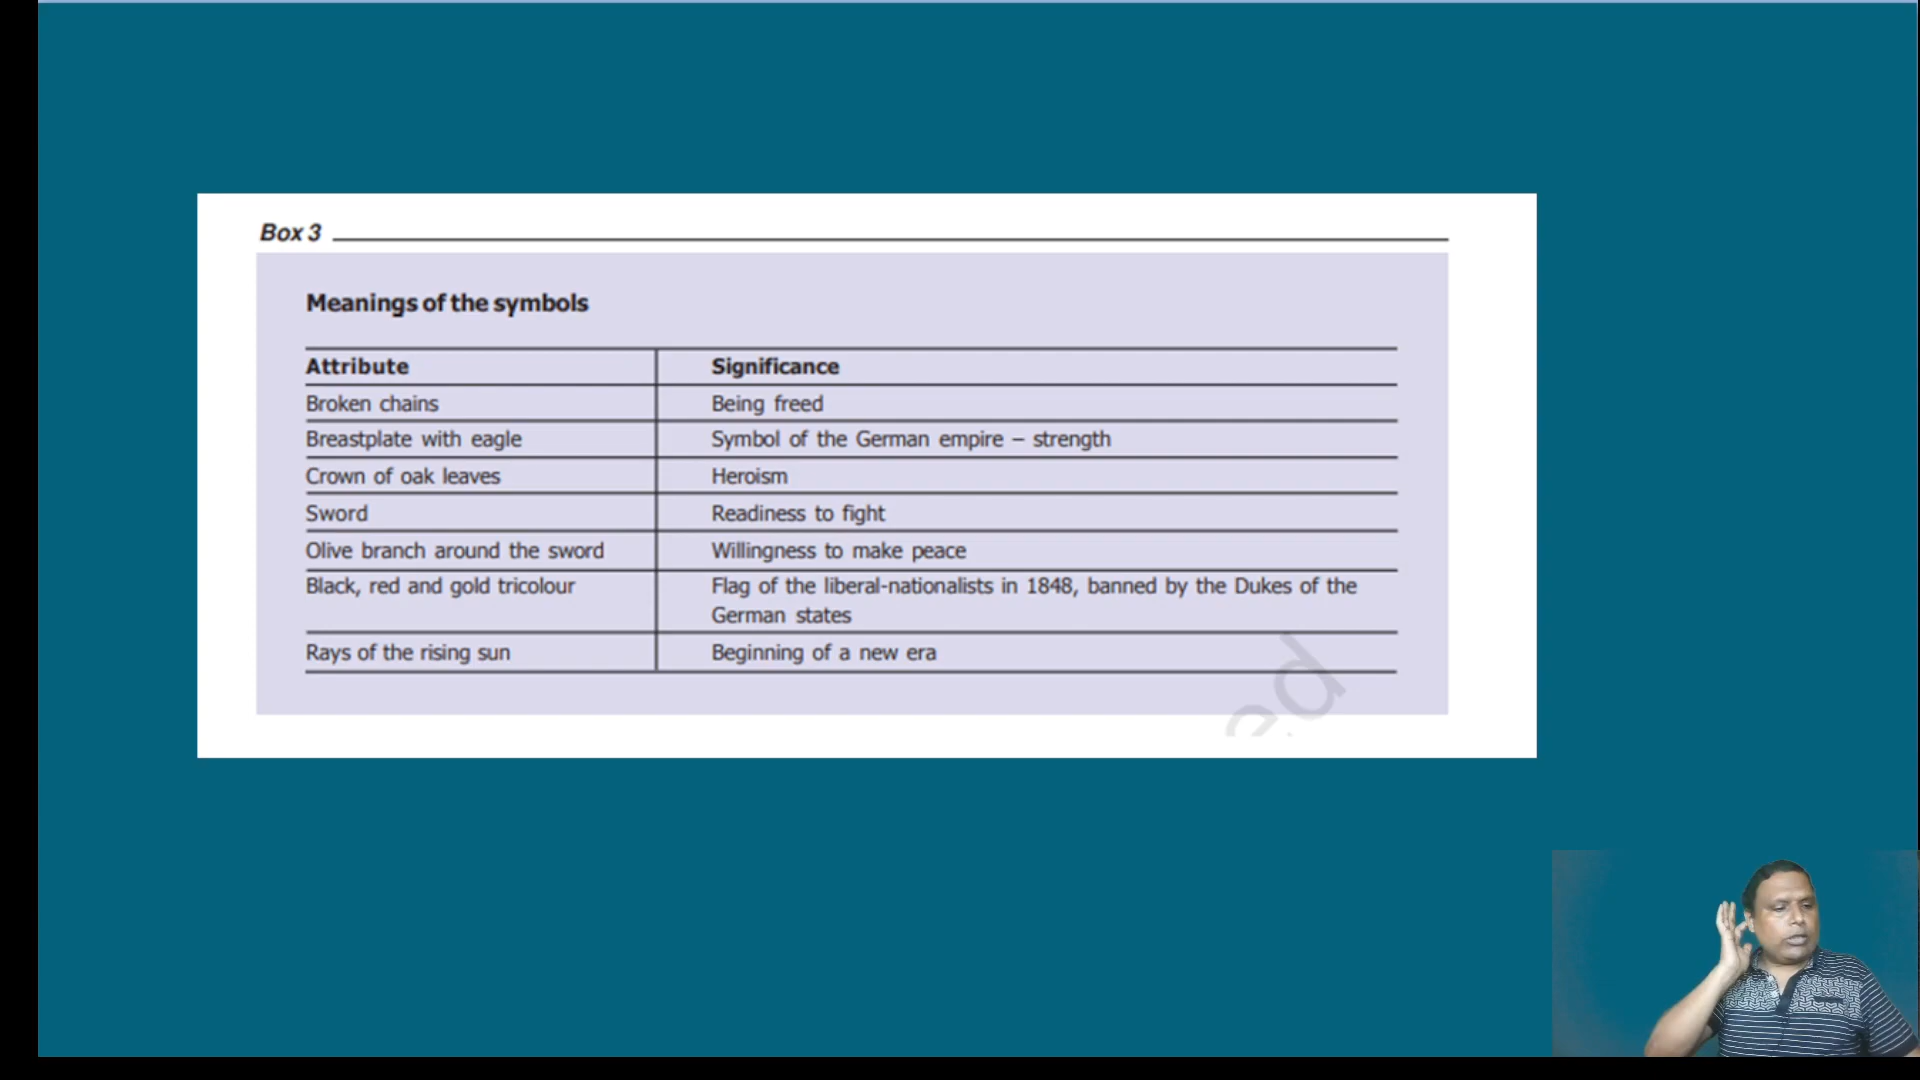 Box 3
Meanings of the symbols
Attribute Significance
Broken chains Being freed
Breastplate with eagle Symbol of the German empire – strength
Crown of oak leaves Heroism
Sword Readiness to fight
Olive branch around the sword Willingness to make peace
Black, red and gold tricolour Flag of the liberal-nationalists in 1848, banned by the Dukes of the
German states
Rays of the rising sun Beginning of a new era
ed